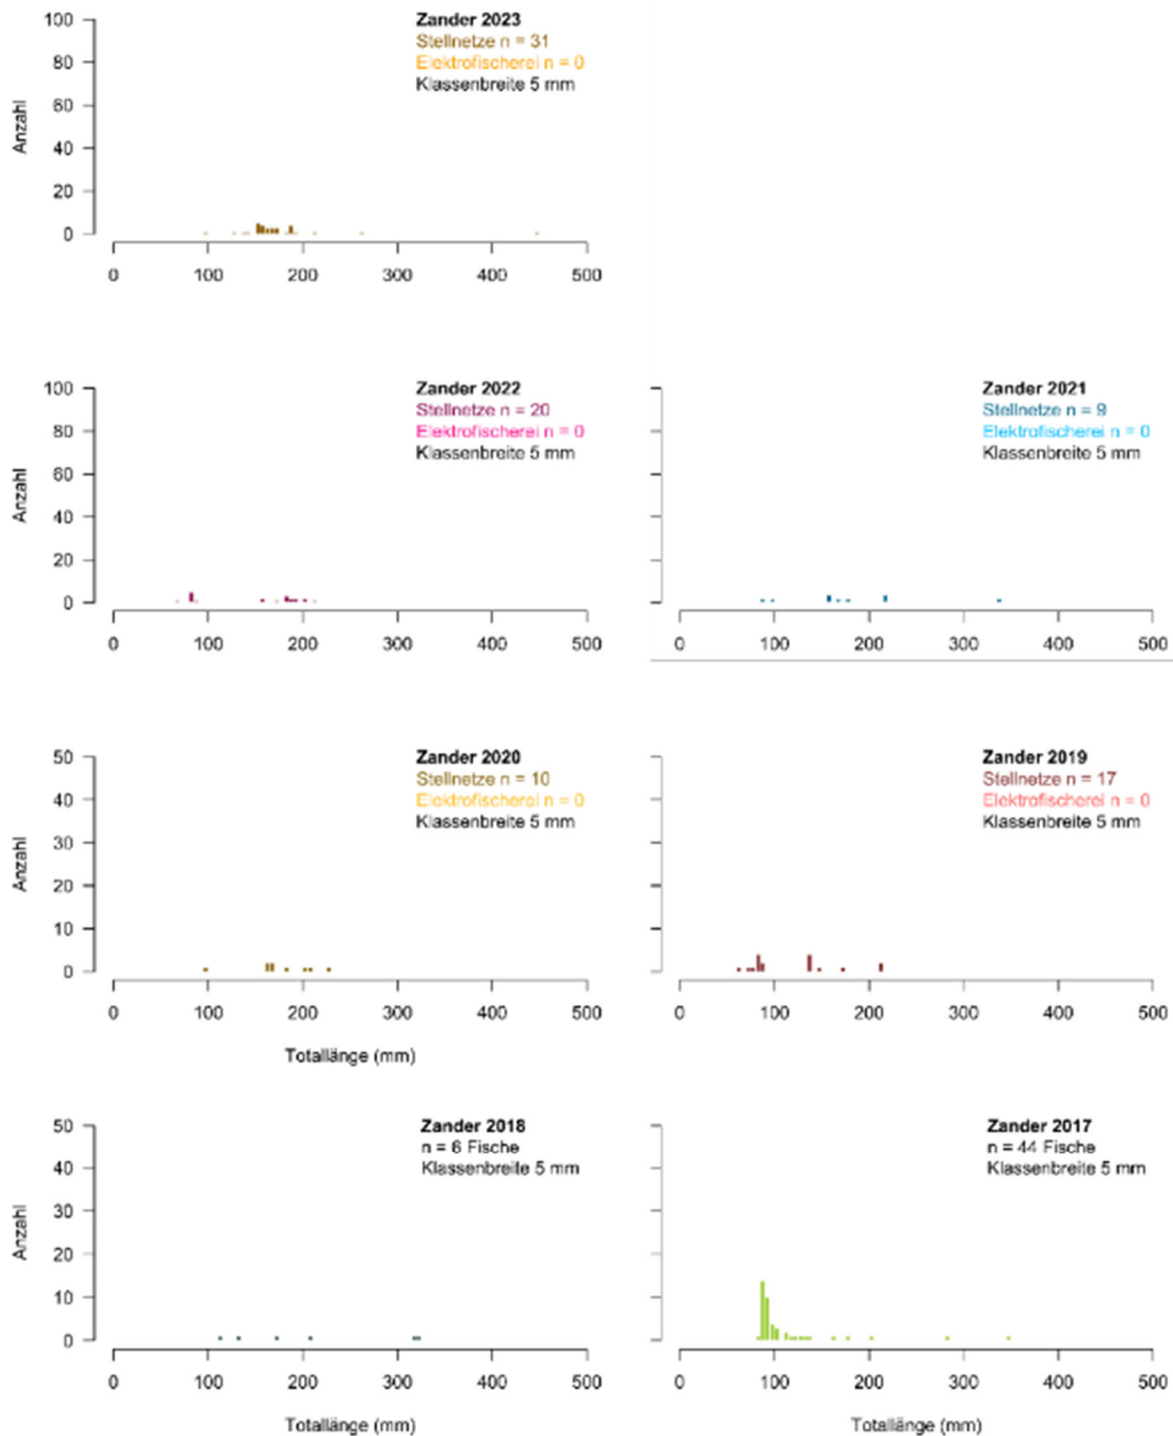 Zander 2023
Stellnetze n = 31
Elektrofischerei n = 0
Klassenbreite 5 mm
Anzahl
100
80
60
40
20
0
0 100 200 300 400 500
Zander 2022
Stellnetze n = 20
Elektrofischerei n = 0
Klassenbreite 5 mm
Anzahl
100
80
60
40
20
0
0 100 200 300 400 500
Zander 2021
Stellnetze n = 9
Elektrofischerei n = 0
Klassenbreite 5 mm
0 100 200 300 400 500
Zander 2020
Stellnetze n = 10
Elektrofischerei n = 0
Klassenbreite 5 mm
Anzahl
50
40
30
20
10
0
0 100 200 300 400 500
Totallänge (mm)
Zander 2019
Stellnetze n = 17
Elektrofischerei n = 0
Klassenbreite 5 mm
0 100 200 300 400 500
Zander 2018
n = 6 Fische
Klassenbreite 5 mm
Anzahl
50
40
30
20
10
0
0 100 200 300 400 500
Totallänge (mm)
Zander 2017
n = 44 Fische
Klassenbreite 5 mm
0 100 200 300 400 500
Totallänge (mm)